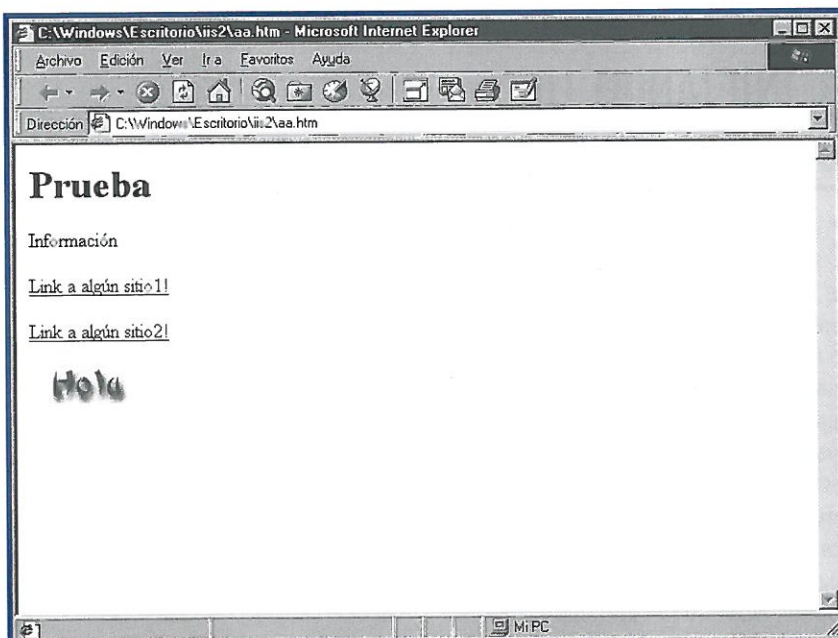 C:\Windows\Escritorio\iis2\aa.htm - Microsoft Internet Explorer
Archivo Edición Ver Ir a Favoritos Ayuda
Dirección C:\Windows\Escritorio\iis2\aa.htm
Prueba
Información
Link a algún sitio1!
Link a algún sitio2!
Hola
Mi PC